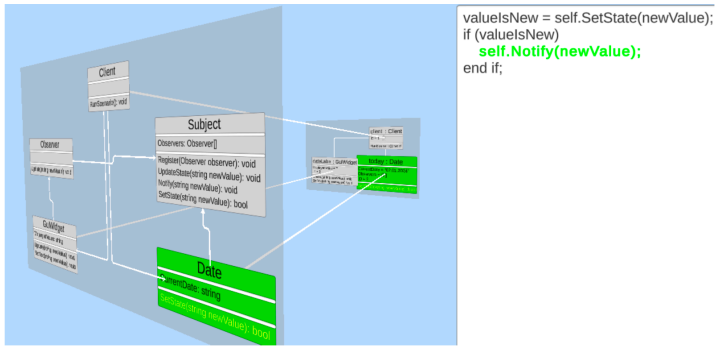 Client
RunScenario(): void
Observer
Subject
Observers: Observer[]
Register(Observer observer): void
UpdateState(string newValue): void
Notify(string newValue): void
SetState(string newValue): bool
GuiWidget
Date
CurrentDate: string
SetState(string newValue): bool
client : Client
today : Date
valueIsNew = self.SetState(newValue);
if (valueIsNew)
self.Notify(newValue);
end if;